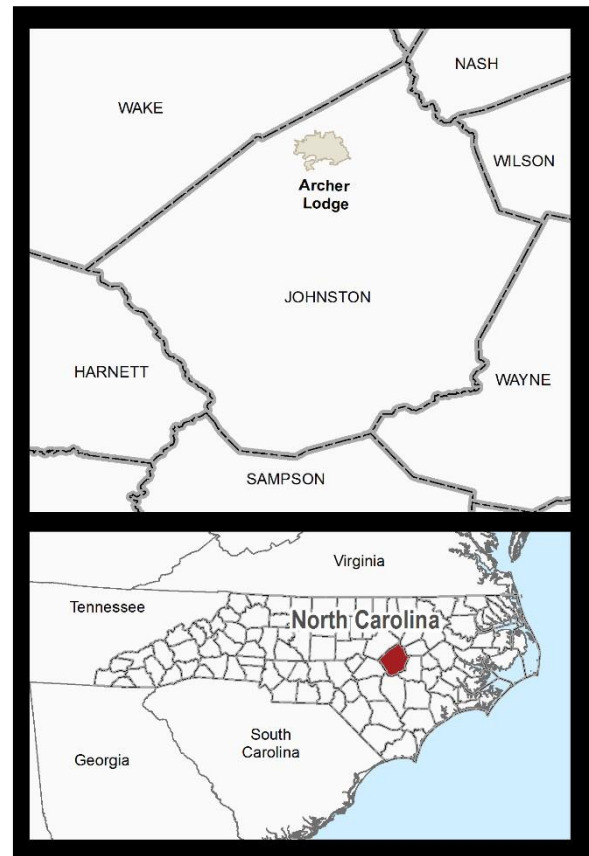 NASH
WAKE
WILSON
Archer
Lodge
JOHNSTON
HARNETT
WAYNE
SAMPSON
Virginia
Tennessee
North Carolina
South
Carolina
Georgia